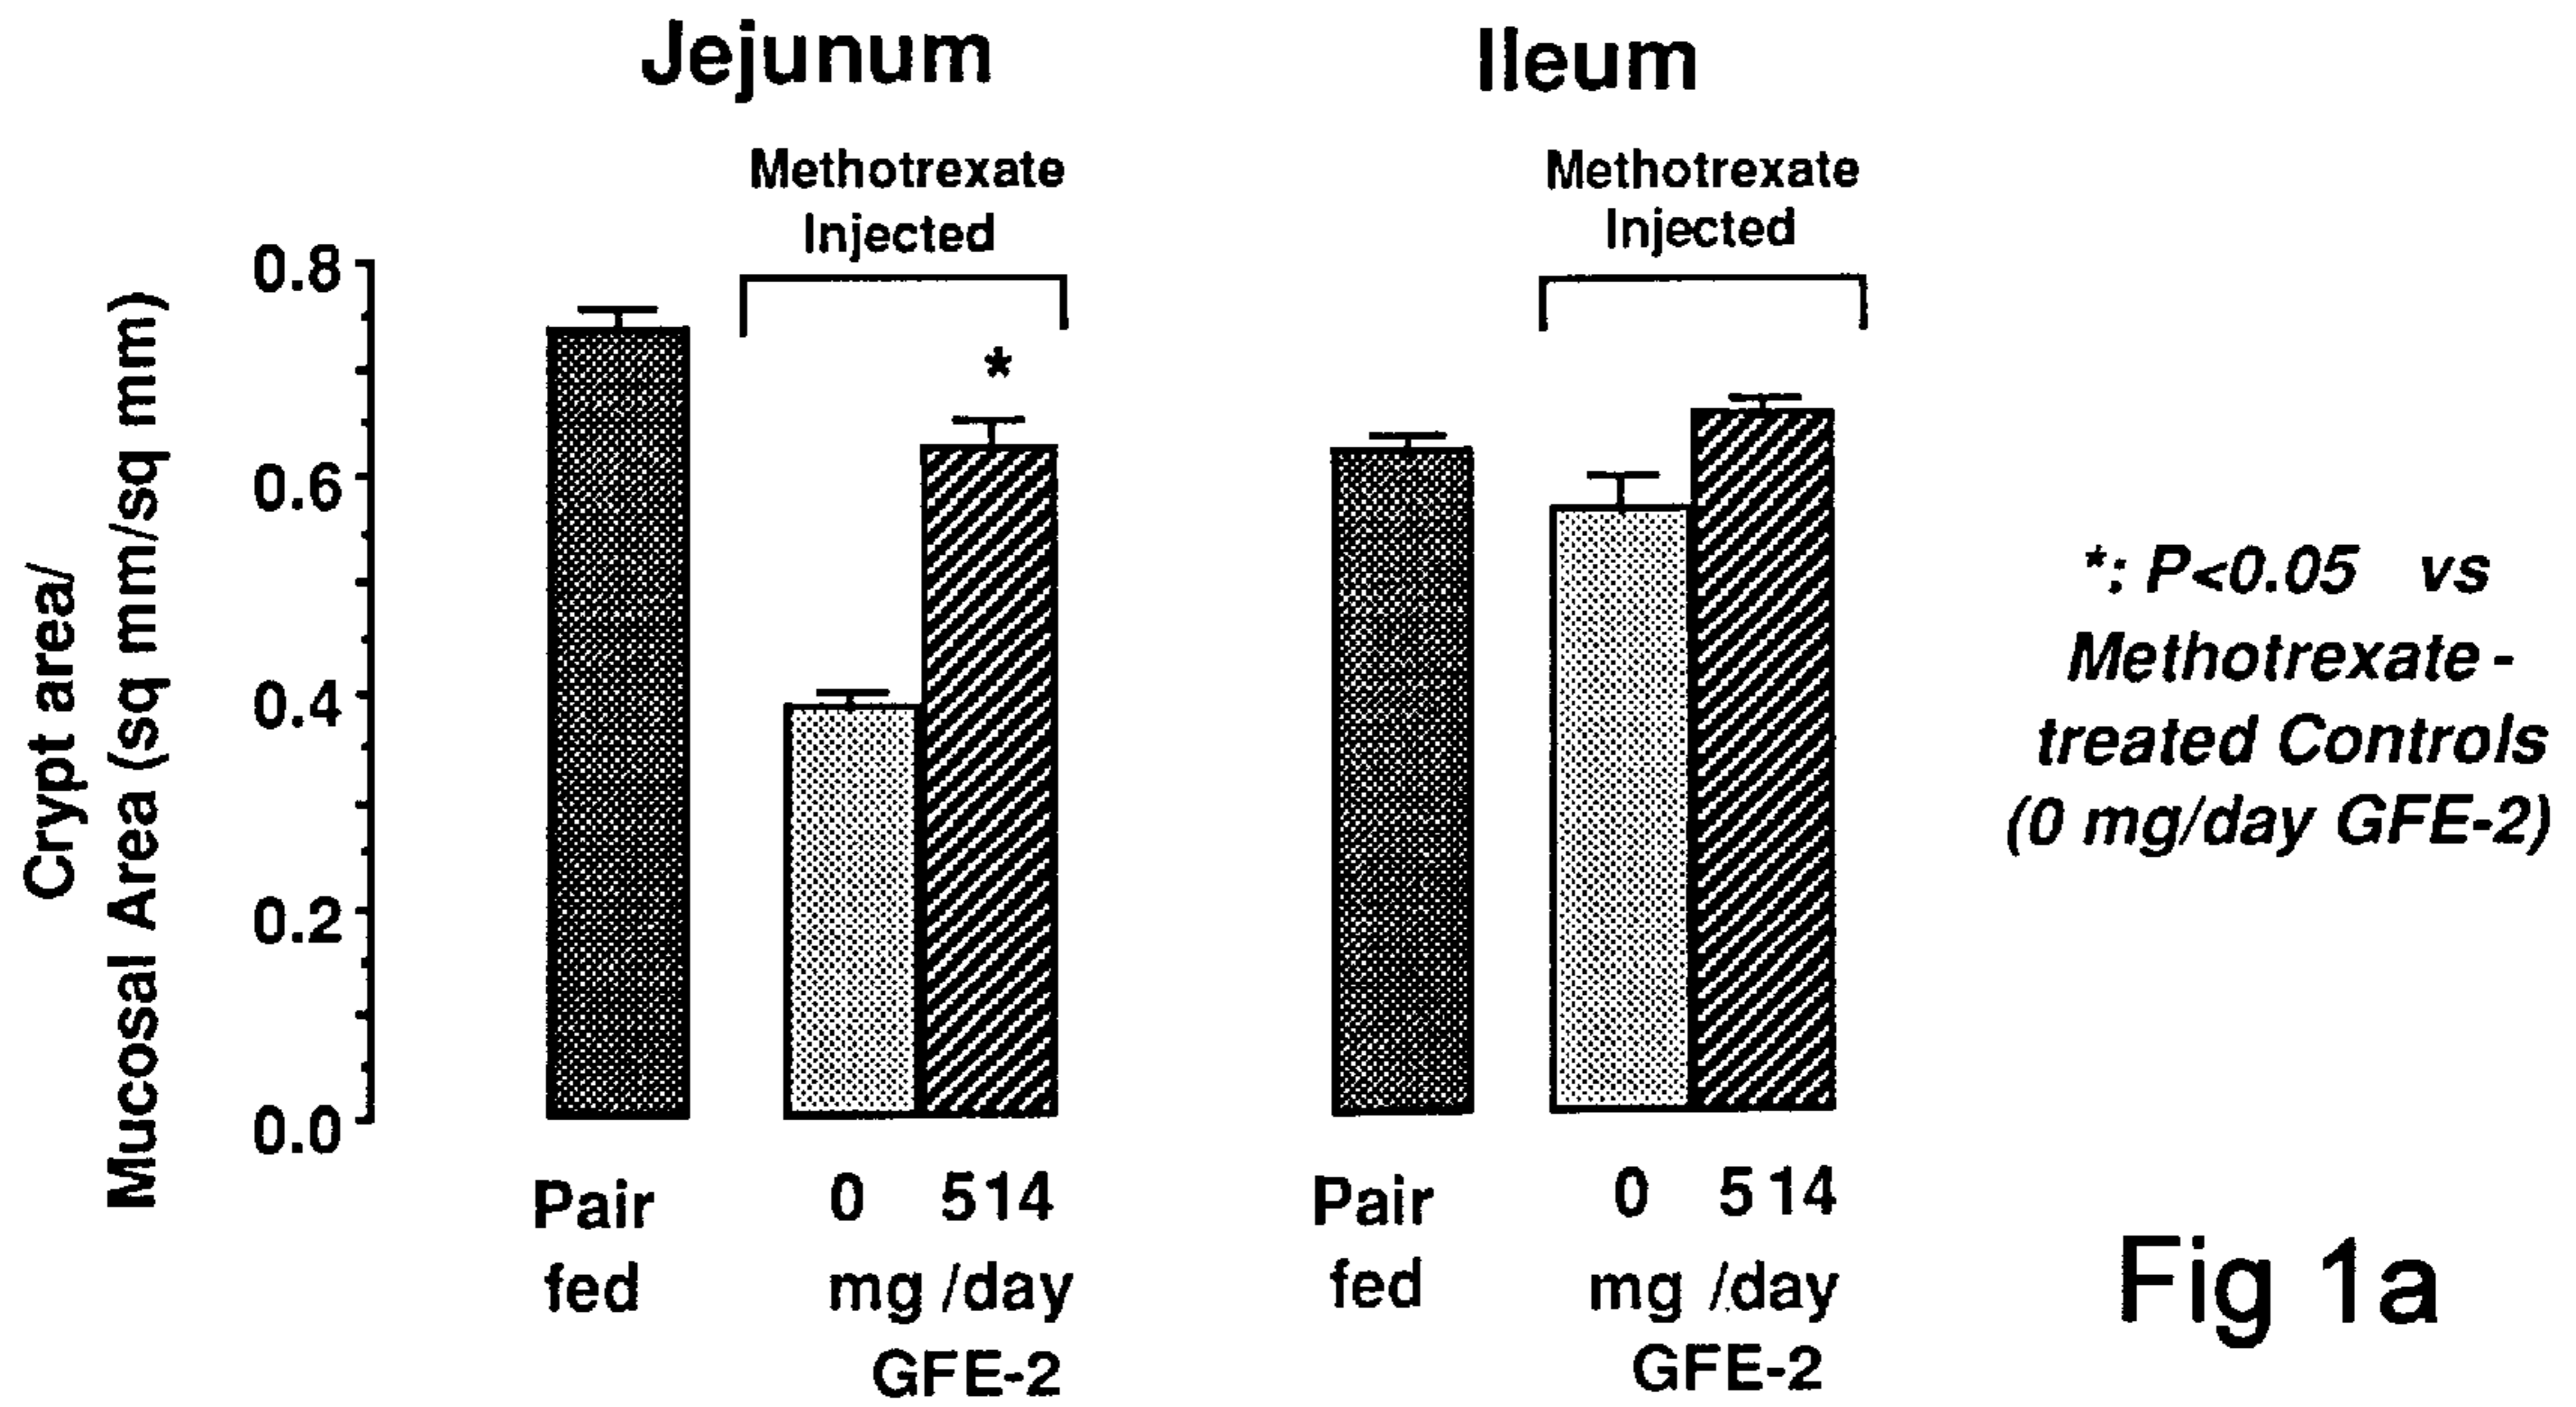 Jejunum
Ileum
Methotrexate
Injected
Methotrexate
Injected
Crypt area/
Mucosal Area (sq mm/sq mm)
0.8
0.6
0.4
0.2
0.0
*
*: P<0.05 vs
Methotrexate -
treated Controls
(0 mg/day GFE-2)
Pair
fed
0 514
mg /day
GFE-2
Pair
fed
0 514
mg /day
GFE-2
Fig 1a